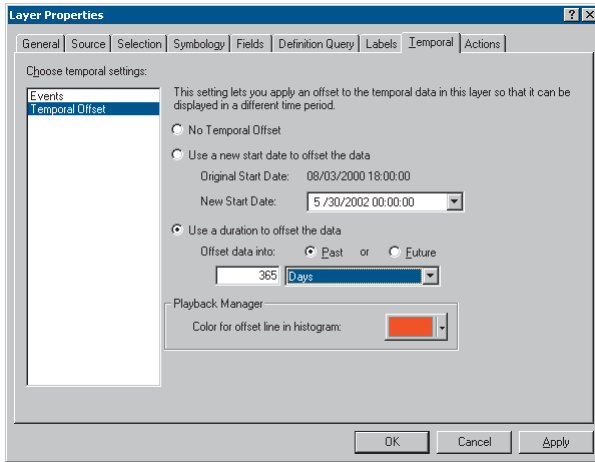 Layer Properties
General Source Selection Symbology Fields Definition Query Labels Temporal Actions
Choose temporal settings:
Events
Temporal Offset
This setting lets you apply an offset to the temporal data in this layer so that it can be
displayed in a different time period.
No Temporal Offset
Use a new start date to offset the data
Original Start Date: 08/03/2000 18:00:00
New Start Date: 5 /30/2002 00:00:00
Use a duration to offset the data
Offset data into: Past or Future
365 Days
Playback Manager
Color for offset line in histogram:
OK Cancel Apply